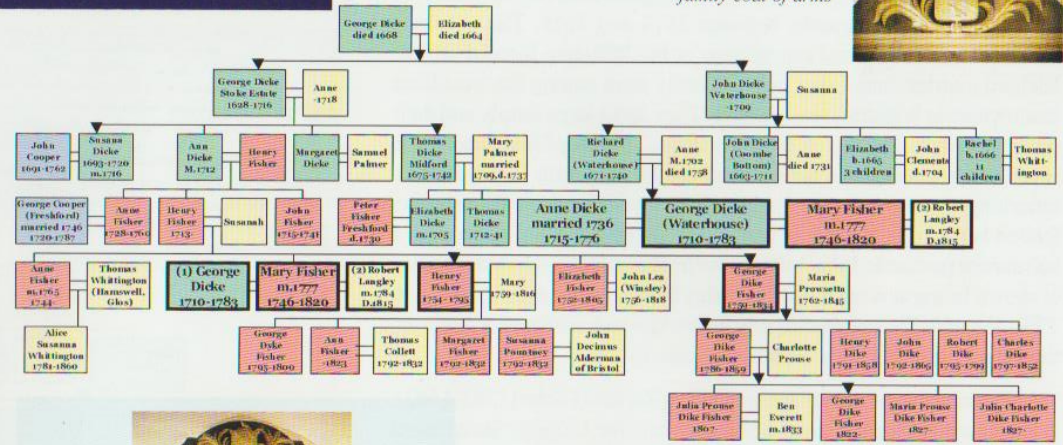 family coat of arms
George Dicke
died 1668
Elizabeth
died 1664
George Dicke
Stoke Estate
1628-1716
Anne
-1718
John Dicke
Waterhouse
-1709
Susanna
John
Cooper
1691-1762
Susana
Dicke
1693-1720
m.1716
Ann
Dicke
M.1712
Henry
Fisher
Margaret
Dicke
Samuel
Palmer
Thomas
Dicke
Midford
1675-1742
Mary
Palmer
married
1709,d.1737
Richard
Dicke
(Waterhouse)
1671-1740
Anne
M.1702
died 1758
John Dicke
(Coombe
Bottom)
1663-1711
Anne
died 1731
Elizabeth
b.1665
3 children
John
Clements
d.1704
Rachel
b.1666
children
Thomas
Whitt-
ington
George Cooper
(Freshford)
married 1746
1720-1787
Anne
Fisher
1728-1760
Henry
Fisher
1713-
Susanah
John
Fisher
1715-1741
Peter
Fisher
Freshford
d.1730
Elizabeth
Dicke
m.1705
Thomas
Dicke
1712-41
Anne Dicke
married 1736
1715-1776
George Dicke
(Waterhouse)
1710-1783
Mary Fisher
m.1777
1746-1820
(2) Robert
Langley
m.1784
D.1815
Anne
Fisher
m.1765
1744-
Thomas
Whittington
(Hamswell,
Glos)
(1) George
Dicke
1710-1783
Mary Fisher
m.1777
1746-1820
(2) Robert
Langley
m.1784
D.1815
Henry
Fisher
1754-1795
Mary
1759-1816
Elizabeth
Fisher
1752-1805
John Lea
(Winsley)
1756-1818
George
Dike
Fisher
1759-1834
Maria
Prowsetta
1762-1845
Alice
Susanna
Whittington
1781-1860
George
Dyke
Fisher
1795-1800
Ann
Fisher
-1823
Thomas
Collett
1792-1832
Margaret
Fisher
1792-1832
Susanna
Pountney
1792-1832
John
Decimus
Alderman
of Bristol
George
Dike
Fisher
1786-1859
Charlotte
Prouse
Henry
Dike
1791-1858
John
Dike
1792-1865
Robert
Dike
1795-1799
Charles
Dike
1797-1852
Julia Prouse
Dike Fisher
1807-
Ben
Everett
m.1833
George
Dike
Fisher
1822-
Maria Prouse
Dike Fisher
1827-
Julia Charlotte
Dike Fisher
1827-